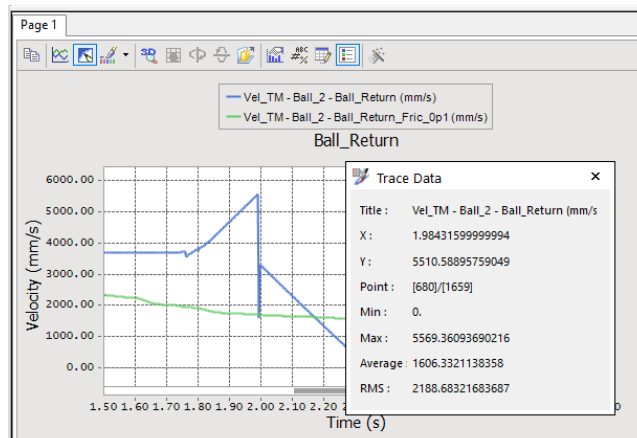 Page 1
3D
ABC
#.%
Vel_TM - Ball_2 - Ball_Return (mm/s)
Vel_TM - Ball_2 - Ball_Return_Fric_0p1 (mm/s)
Ball_Return
6000.00
5000.00
4000.00
3000.00
2000.00
1000.00
0.00
Velocity (mm/s)
1.50 1.60 1.70 1.80 1.90 2.00 2.10 2.20
Time (s)
Trace Data
Title : Vel_TM - Ball_2 - Ball_Return (mm/s
X : 1.98431599999994
Y : 5510.58895759049
Point : [680]/[1659]
Min : 0.
Max : 5569.36093690216
Average : 1606.3321138358
RMS : 2188.68321683687